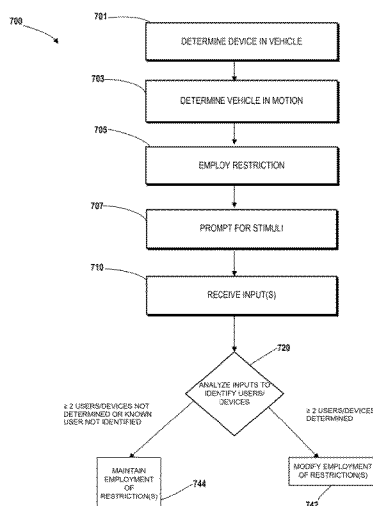 700
701
DETERMINE DEVICE IN VEHICLE
703
DETERMINE VEHICLE IN MOTION
705
EMPLOY RESTRICTION
707
PROMPT FOR STIMULI
710
RECEIVE INPUT(S)
720
ANALYZE INPUTS TO
IDENTIFY USERS/
DEVICES
≥ 2 USERS/DEVICES NOT
DETERMINED OR KNOWN
USER NOT IDENTIFIED
≥ 2 USERS/DEVICES
DETERMINED
MAINTAIN
EMPLOYMENT
OF
RESTRICTION(S)
744
MODIFY EMPLOYMENT
OF RESTRICTION(S)
742